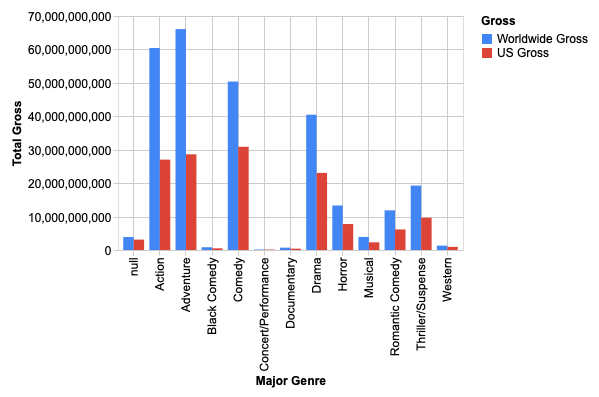 Gross
Worldwide Gross
US Gross
Total Gross
70,000,000,000
60,000,000,000
50,000,000,000
40,000,000,000
30,000,000,000
20,000,000,000
10,000,000,000
0
null
Action
Adventure
Black Comedy
Comedy
Concert/Performance
Documentary
Drama
Horror
Musical
Romantic Comedy
Thriller/Suspense
Western
Major Genre